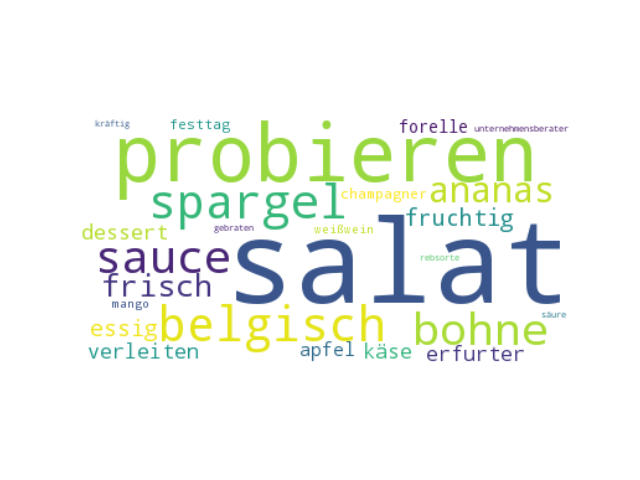 kräftig festtag forelle unternehmensberater
probieren
spargel champagner ananas
dessert gebraten weißwein fruchtig
sauce salat rebsorte
frisch
mango säure
essig belgisch bohne
verleiten apfel käse erfurter